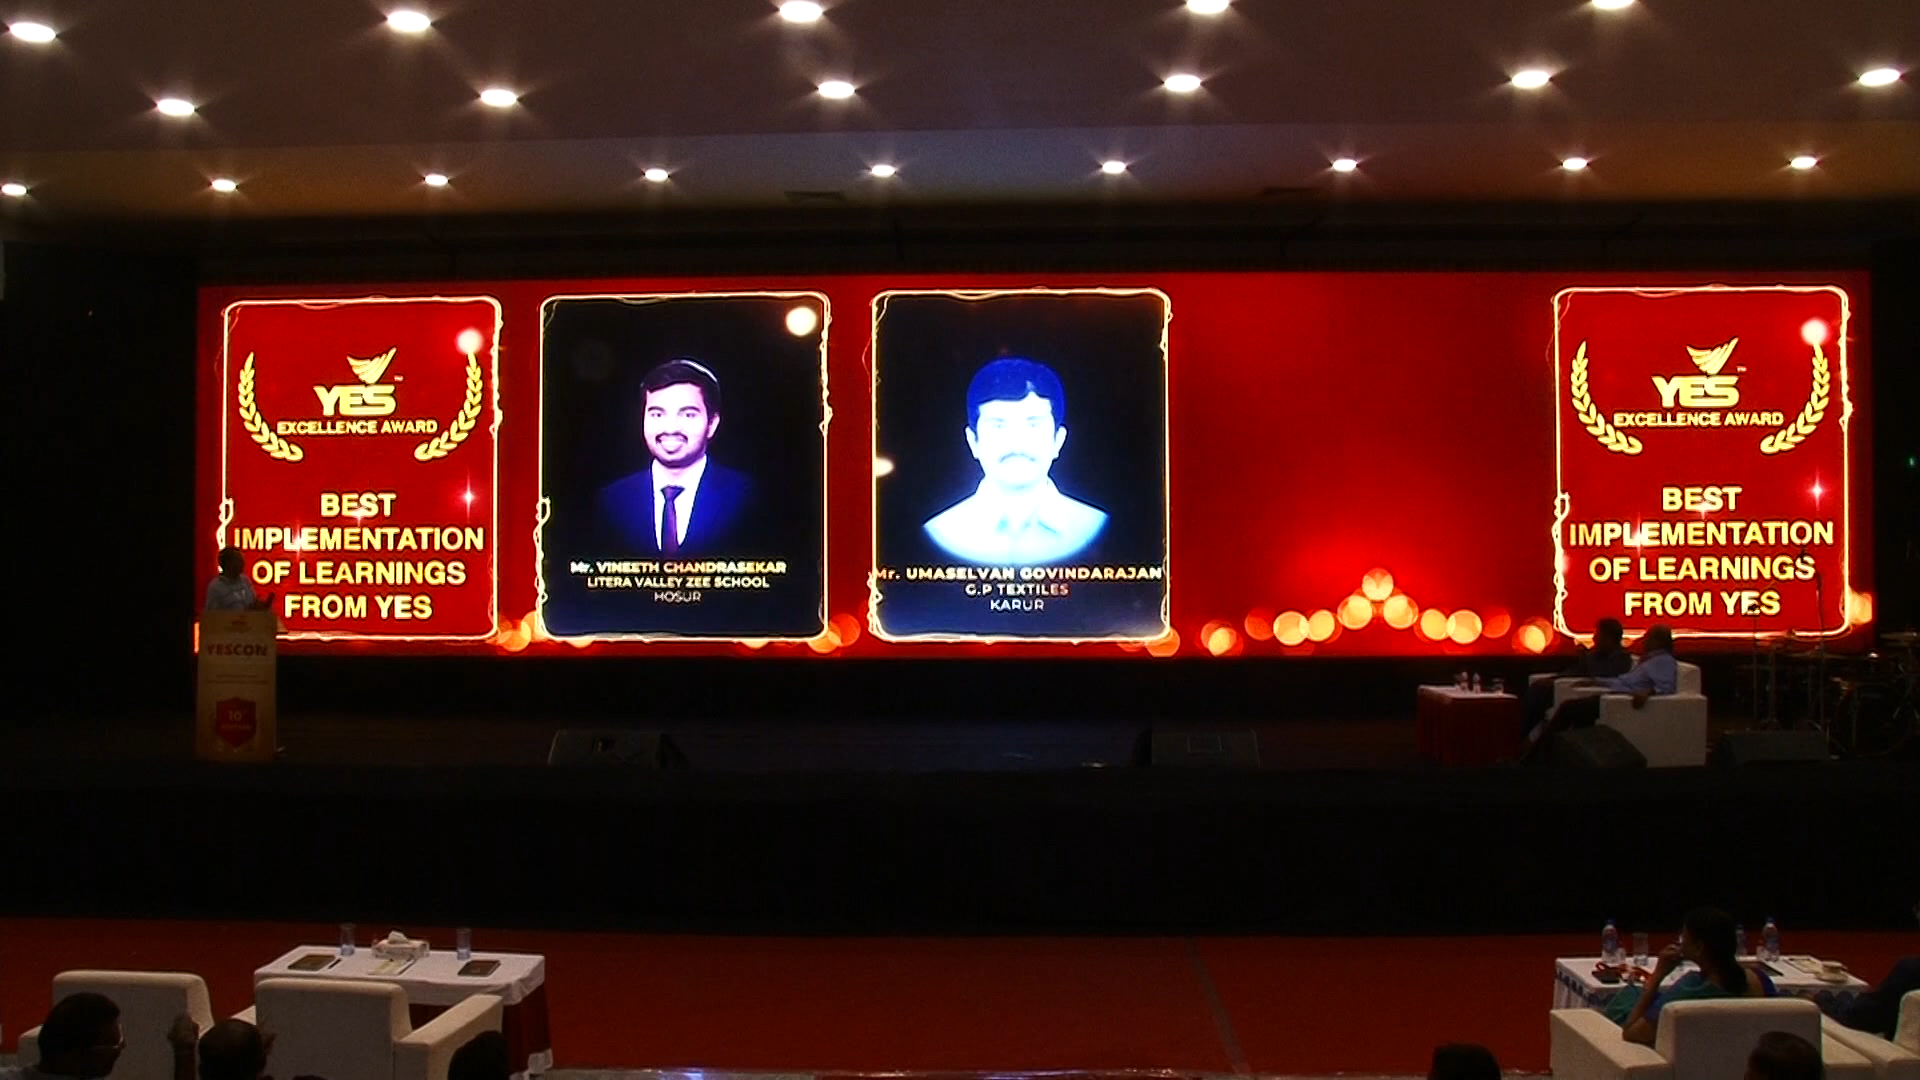 YES
EXCELLENCE AWARD
BEST
IMPLEMENTATION
OF LEARNINGS
FROM YES
Mr. VINEETH CHANDRASEKAR
LITERA VALLEY ZEE SCHOOL
HOSUR
Mr. UMASELVAN GOVINDARAJAN
G.P TEXTILES
KARUR
YES
EXCELLENCE AWARD
BEST
IMPLEMENTATION
OF LEARNINGS
FROM YES
YESCON
10